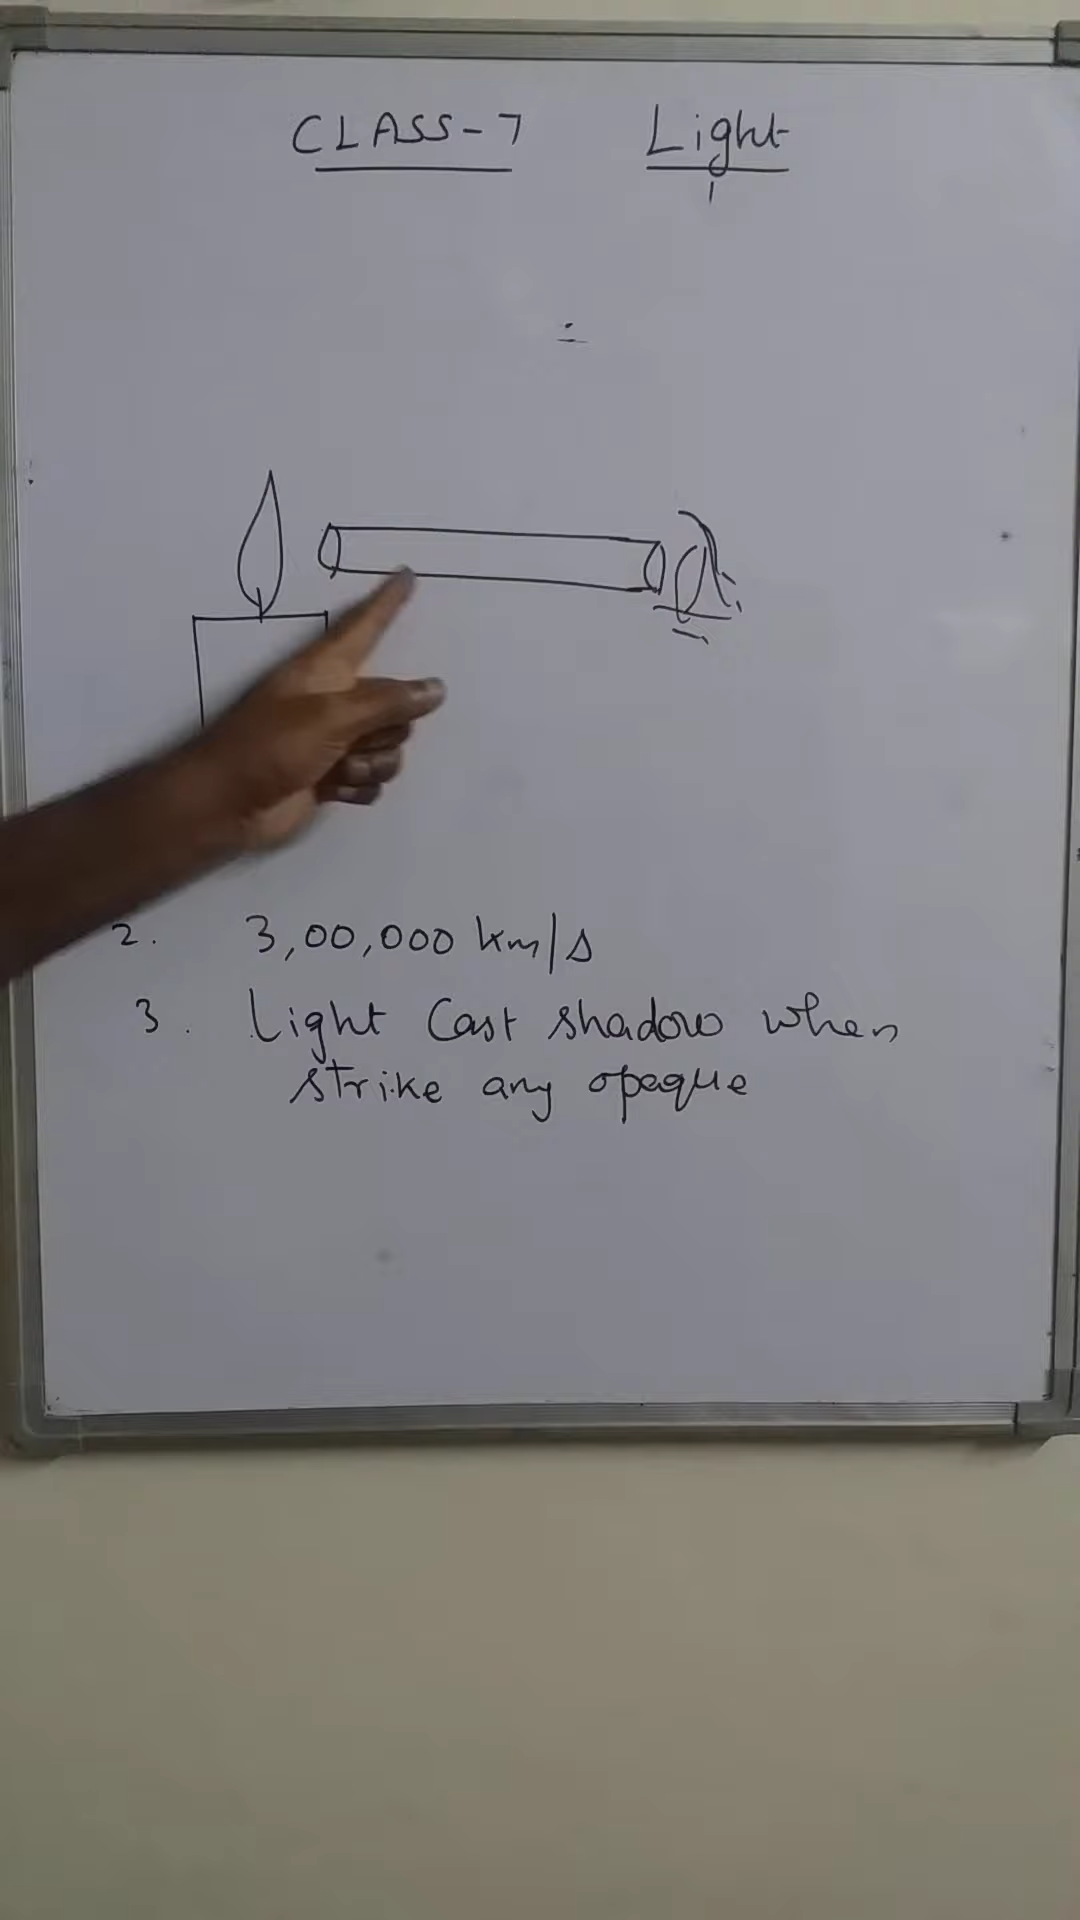 CLASS-7 Light
2. 3,00,000 km/s
3. Light Cast shadow when
strike any opaque